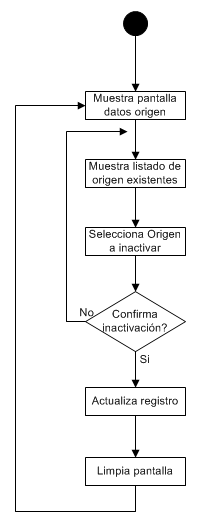 Muestra pantalla
datos origen
Muestra listado de
origen existentes
Selecciona Origen
a inactivar
Confirma
inactivación?
No
Si
Actualiza registro
Limpia pantalla